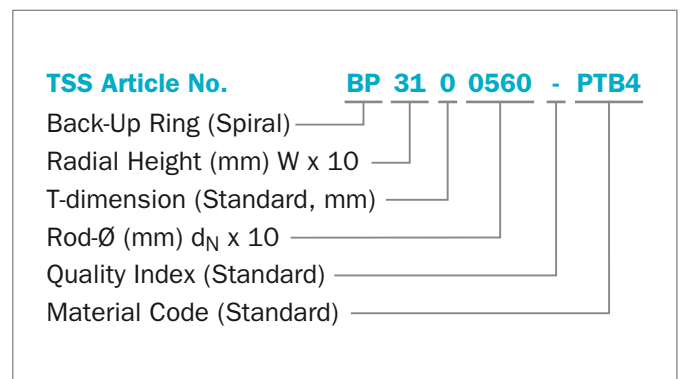 TSS Article No. BP 31 0 0560 - PTB4
Back-Up Ring (Spiral)
Radial Height (mm) W x 10
T-dimension (Standard, mm)
Rod-Ø (mm) dN x 10
Quality Index (Standard)
Material Code (Standard)